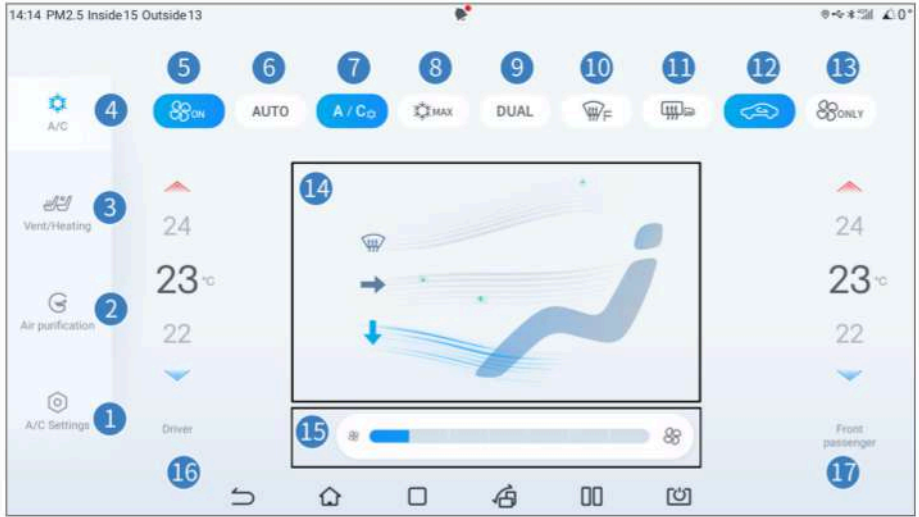 14:14 PM2.5 Inside15 Outside13
0°
5 6 7 8 9 10 11 12 13
ON AUTO A/C MAX DUAL F ONLY
4
A/C
3
Vent/Heating
2
Air purification
1
A/C Settings
14
24
23 °C
22
Driver
16
15
24
23 °C
22
Front
passenger
17